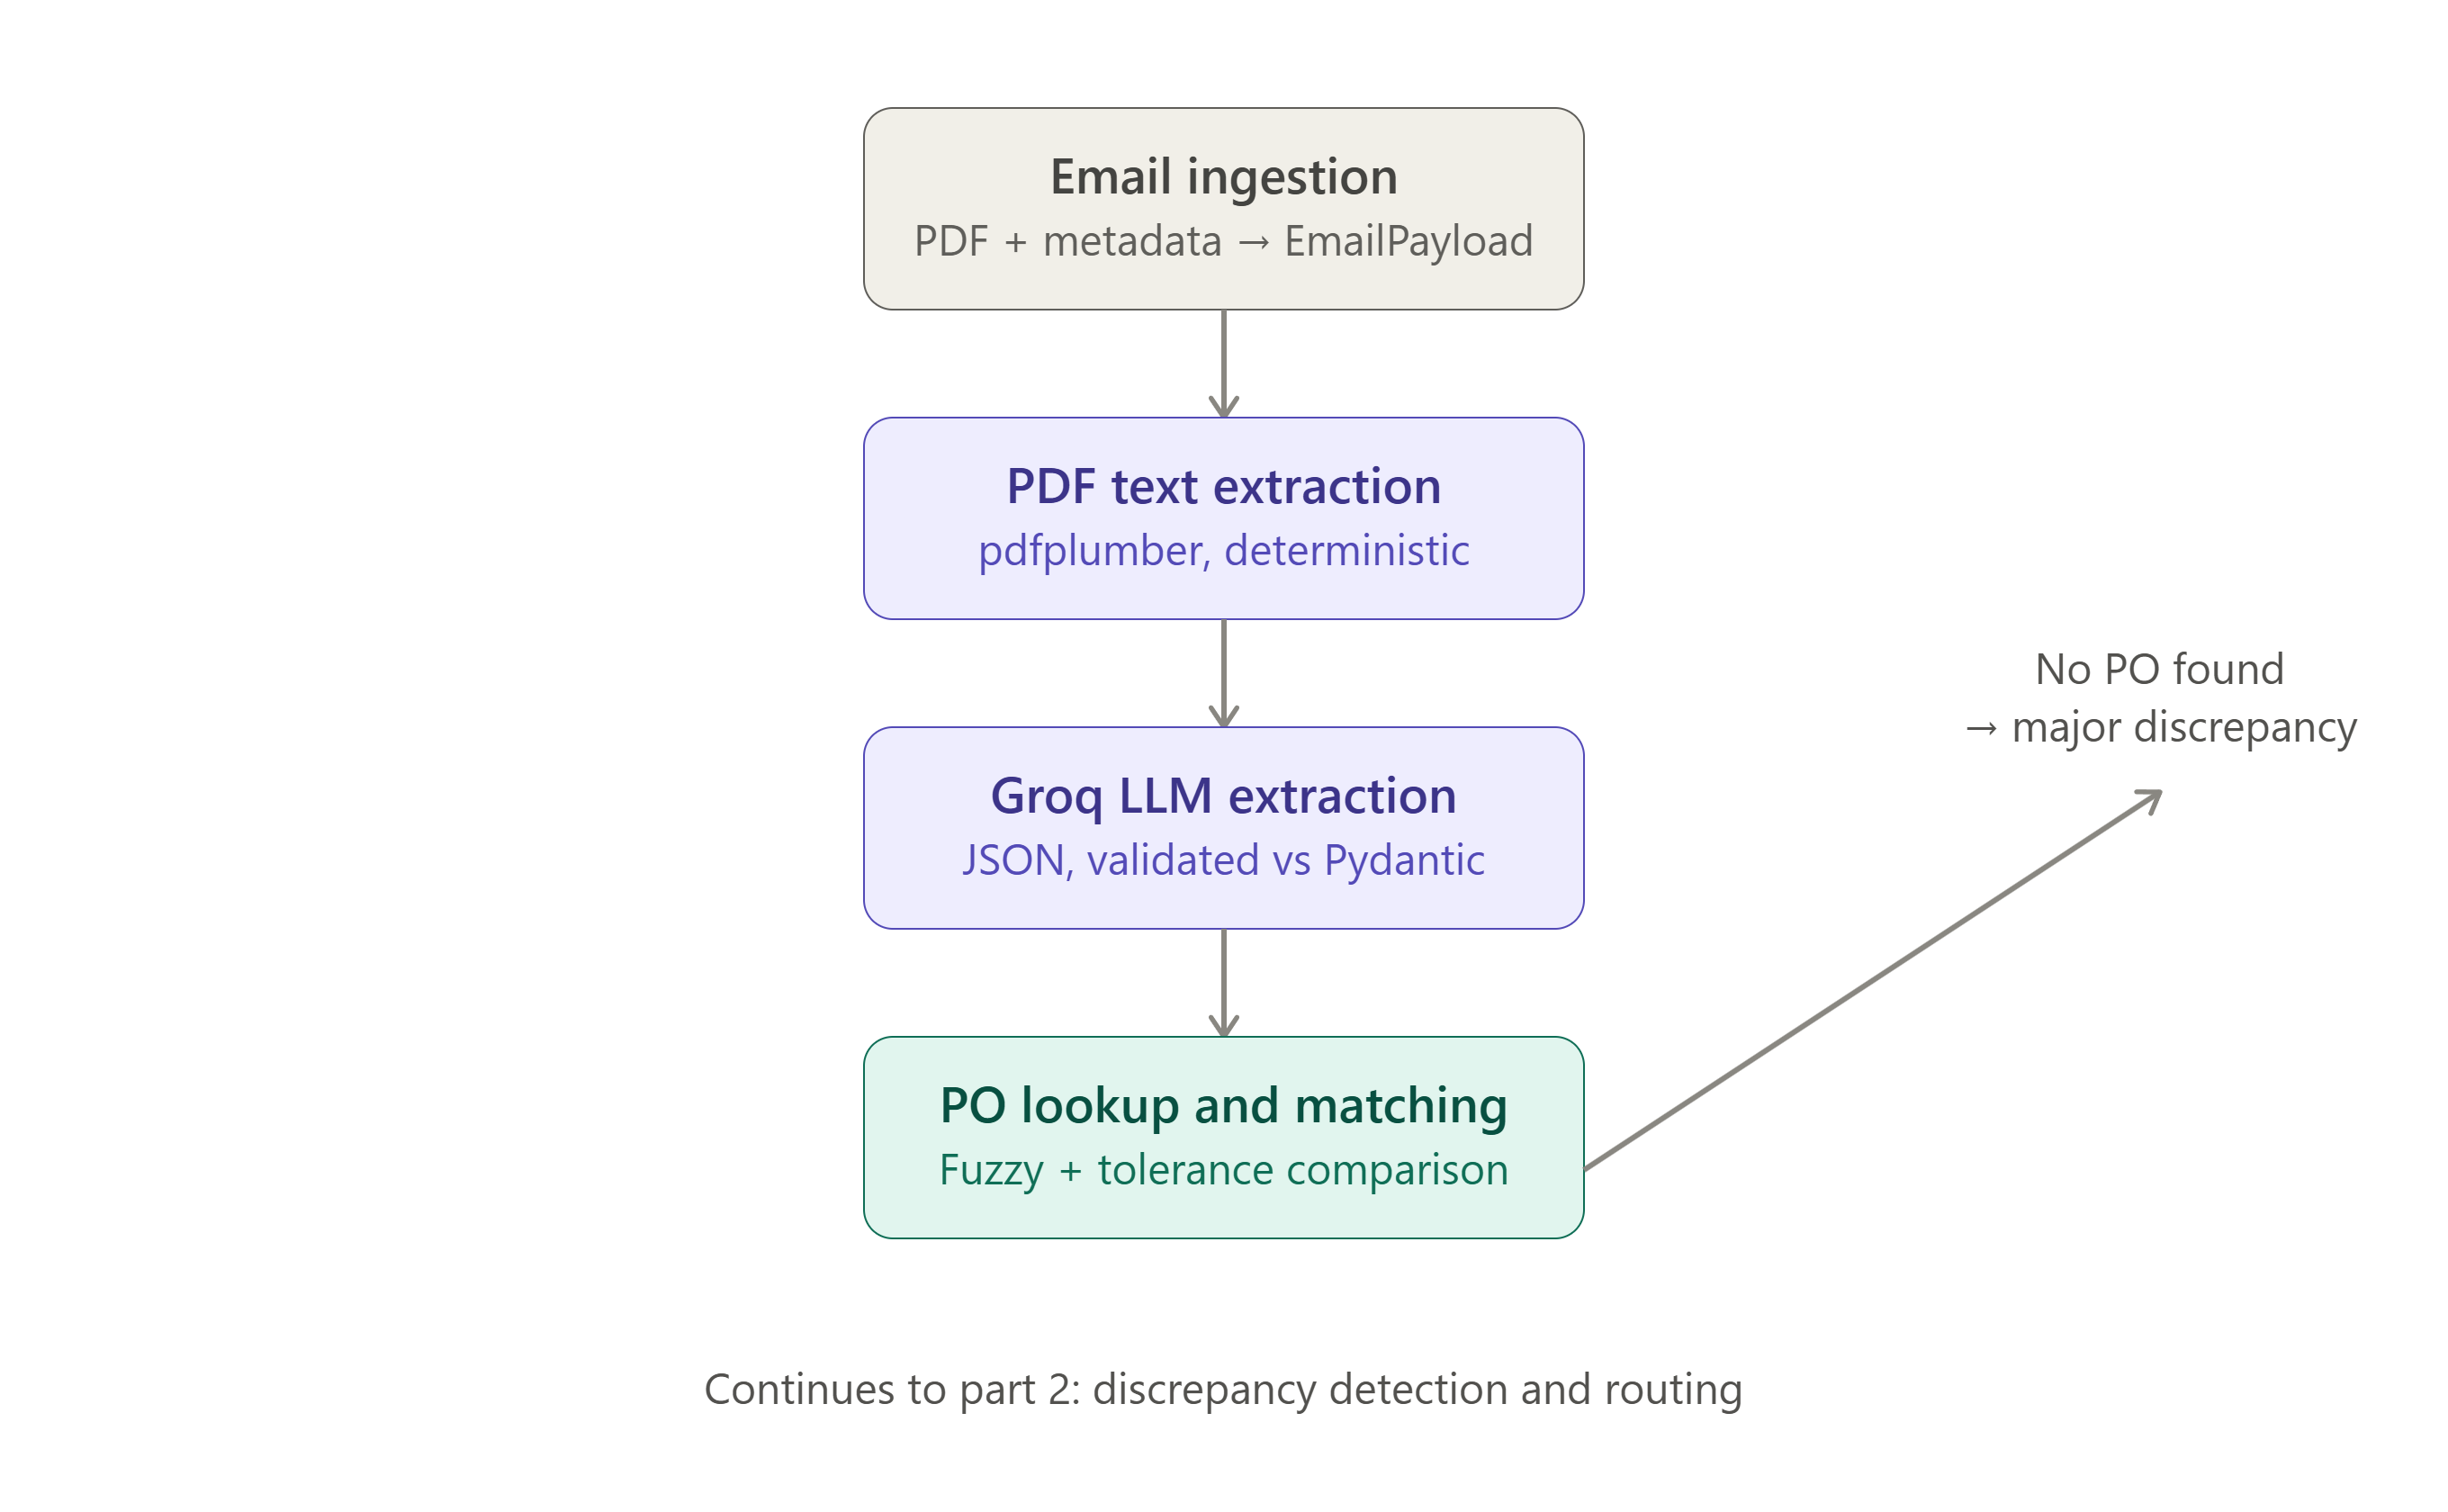 Email ingestion
PDF + metadata → EmailPayload
PDF text extraction
pdfplumber, deterministic
No PO found
→ major discrepancy
Groq LLM extraction
JSON, validated vs Pydantic
PO lookup and matching
Fuzzy + tolerance comparison
Continues to part 2: discrepancy detection and routing